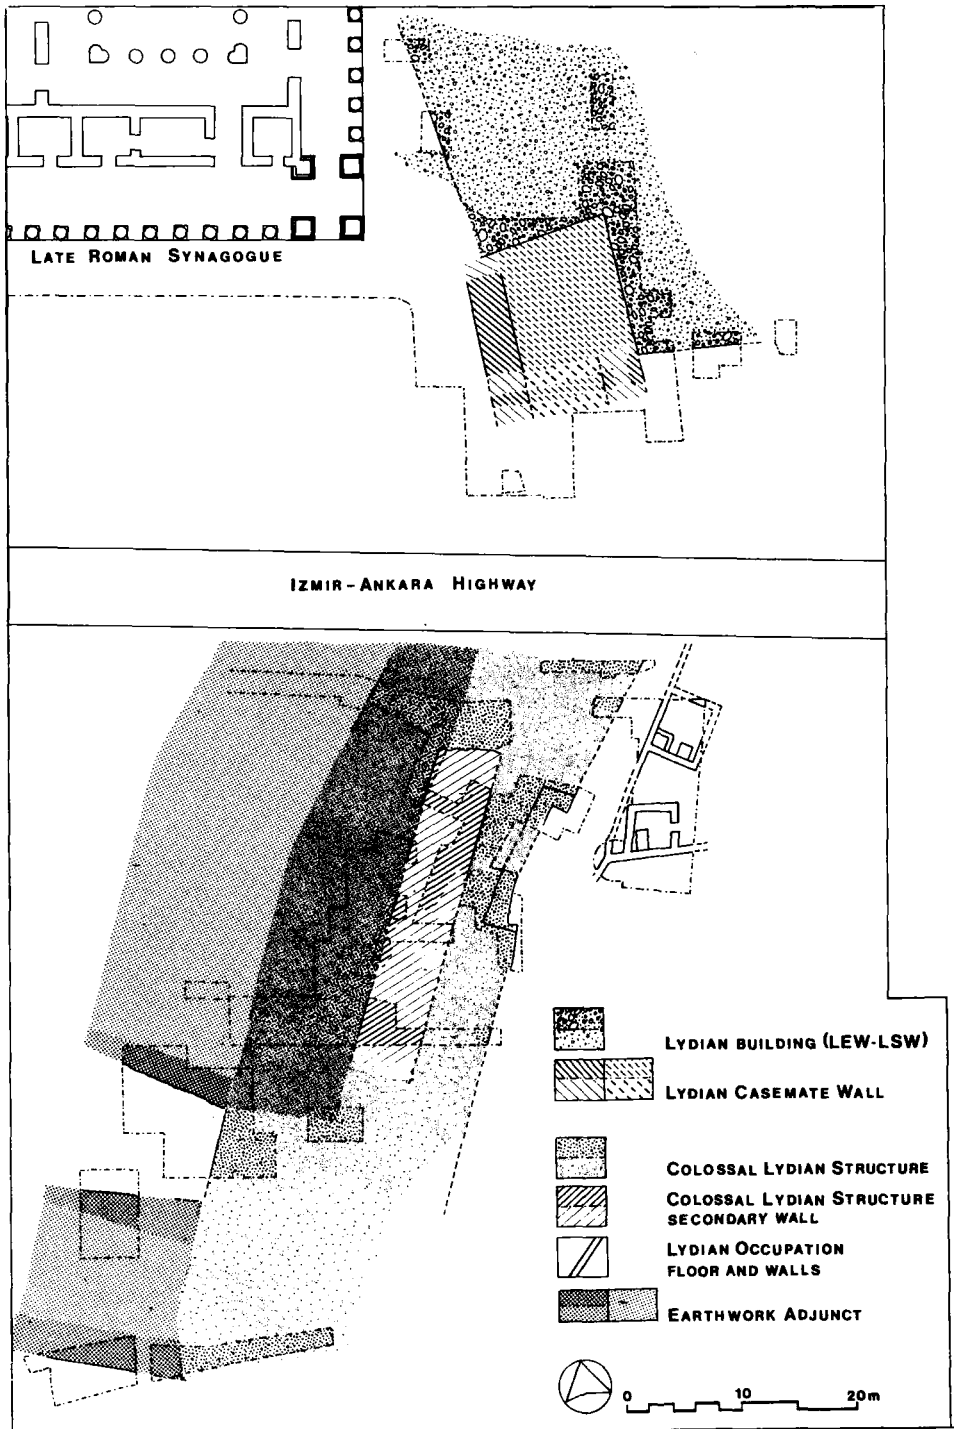 LATE ROMAN SYNAGOGUE
IZMIR-ANKARA HIGHWAY
LYDIAN BUILDING (LEW-LSW)
LYDIAN CASEMATE WALL
COLOSSAL LYDIAN STRUCTURE
COLOSSAL LYDIAN STRUCTURE
SECONDARY WALL
LYDIAN OCCUPATION
FLOOR AND WALLS
EARTHWORK ADJUNCT
0 10 20m